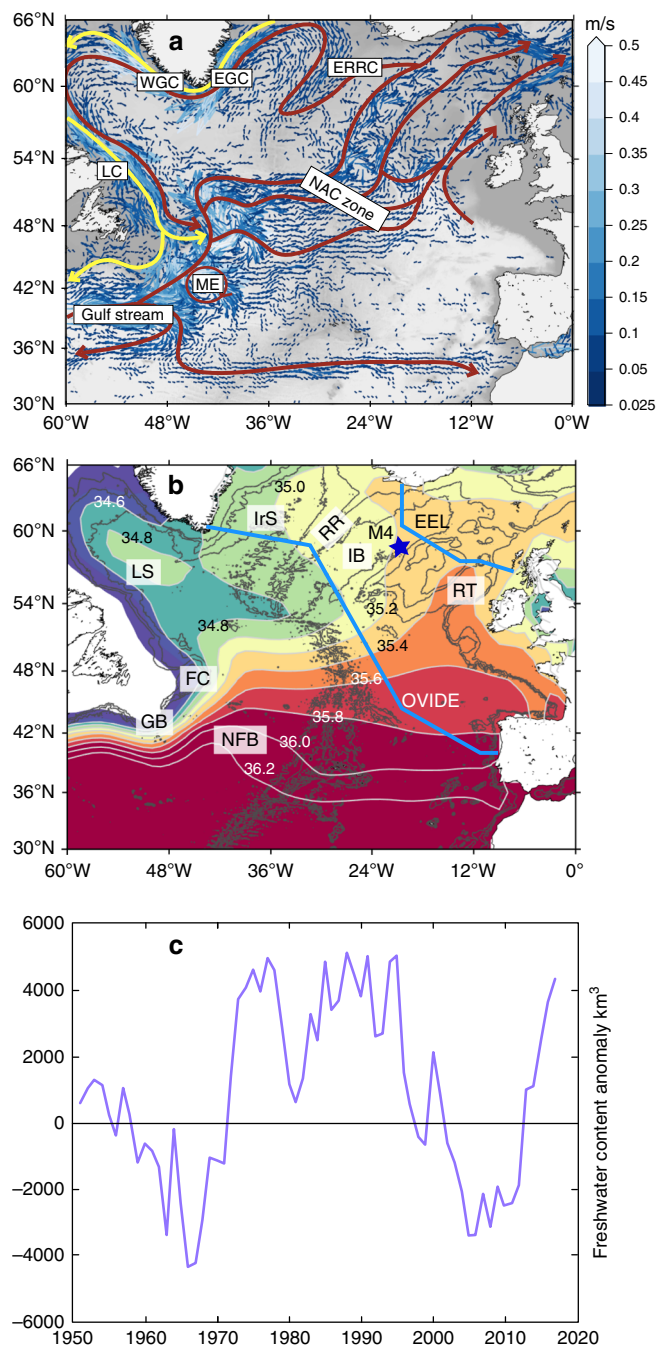 66°N
a
m/s
EGC
ERRC
0.5
60°N
WGC
0.45
0.4
54°N
LC
0.35
NAC zone
0.3
48°N
0.25
0.2
42°N
ME
0.15
Gulf stream
36°N
0.1
0.05
30°N
0.025
60°W
48°W
36°W
24°W
12°W
0°W
66°N
b
35.0
34.6
60°N
IrS
RR
EEL
34.8
IB
M4
LS
RT
54°N
34.8
35.2
35.4
48°N
FC
35.6
OVIDE
GB
35.8
42°N
NFB
36.0
36.2
36°N
30°N
60°W
48°W
36°W
24°W
12°W
0°
6000
c
4000
2000
0
−2000
−4000
−6000
Freshwater content anomaly km³
1950
1960
1970
1980
1990
2000
2010
2020